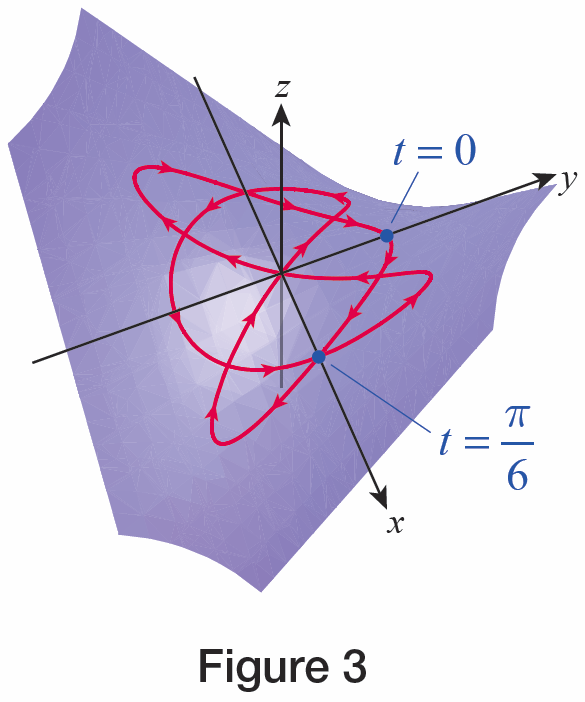 z
t = 0
y
t = π/6
x
Figure 3